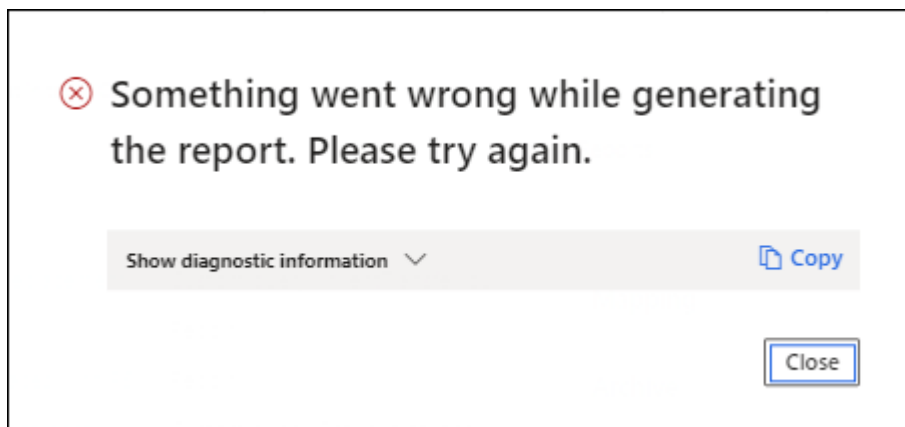 Something went wrong while generating
the report. Please try again.
Show diagnostic information
Copy
Close